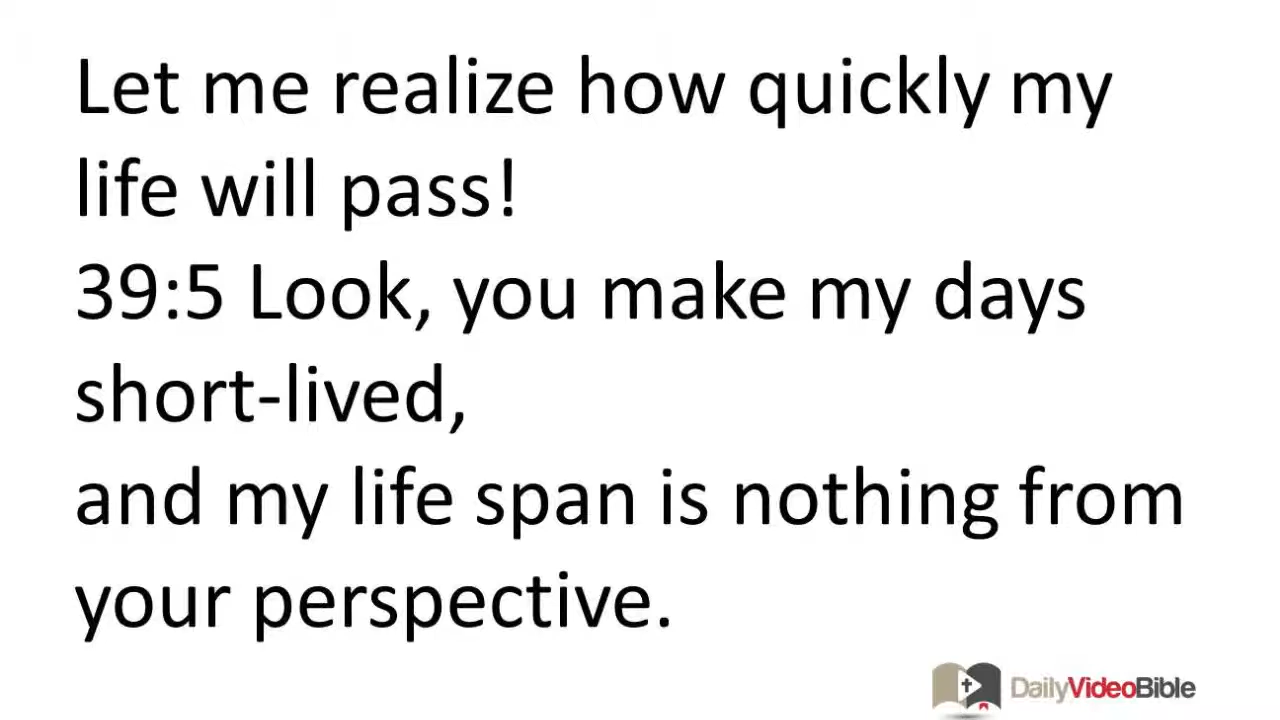 Let me realize how quickly my
life will pass!
39:5 Look, you make my days
short-lived,
and my life span is nothing from
your perspective.
DailyVideoBible